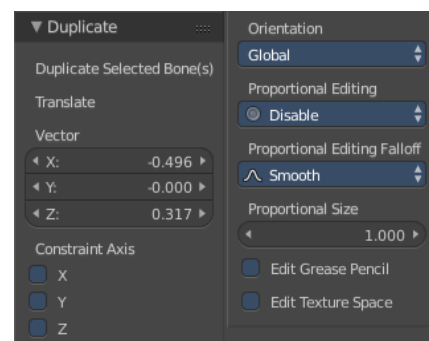 Duplicate
Duplicate Selected Bone(s)
Translate
Vector
X: -0.496
Y: -0.000
Z: 0.317
Constraint Axis
X
Y
Z
Orientation
Global
Proportional Editing
Disable
Proportional Editing Falloff
Smooth
Proportional Size
1.000
Edit Grease Pencil
Edit Texture Space